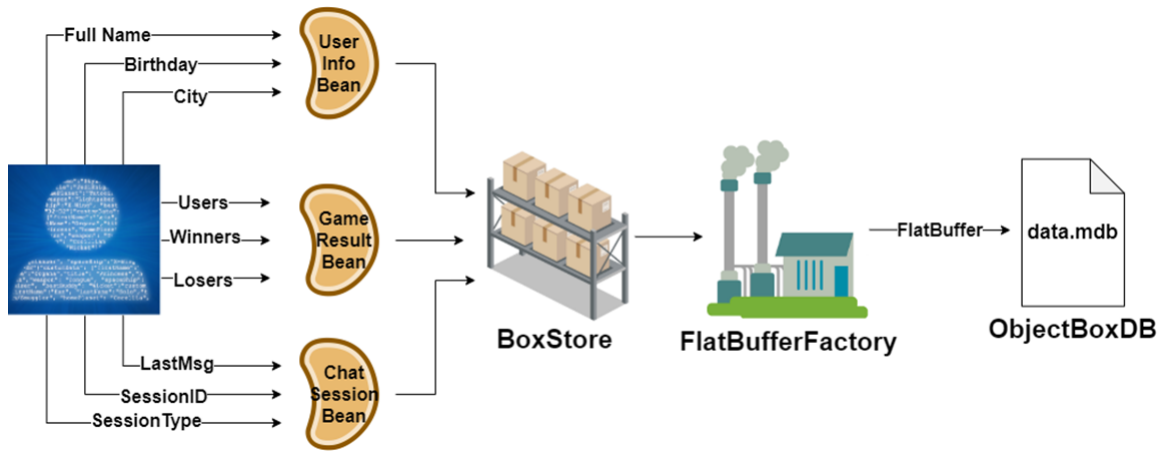 Full Name
Birthday
City
User
Info
Bean
Users
Winners
Losers
Game
Result
Bean
LastMsg
SessionID
SessionType
Chat
Session
Bean
BoxStore
FlatBufferFactory
FlatBuffer
data.mdb
ObjectBoxDB